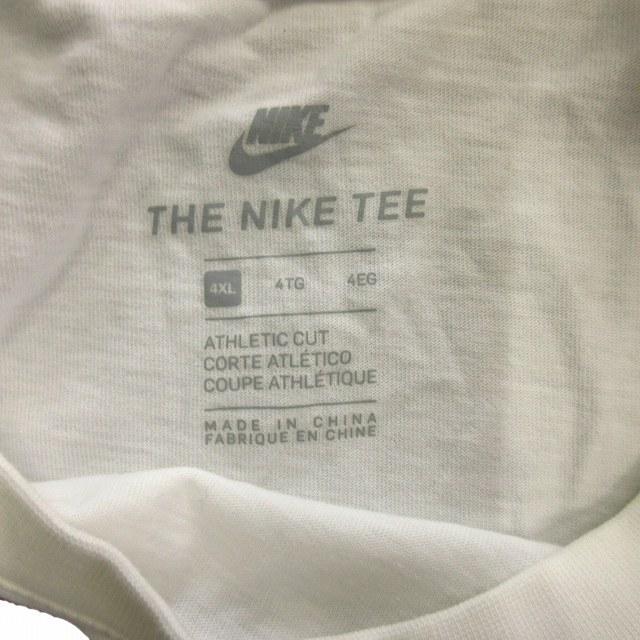 NIKE
THE NIKE TEE
4XL 4TG 4EG
ATHLETIC CUT
CORTE ATLÉTICO
COUPE ATHLÉTIQUE
MADE IN CHINA
FABRIQUE EN CHINE